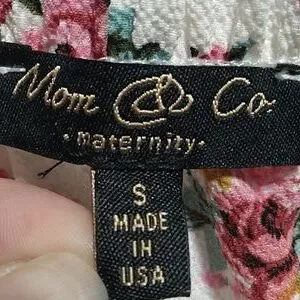 Mom & Co.
• maternity •
S
MADE
IN
USA